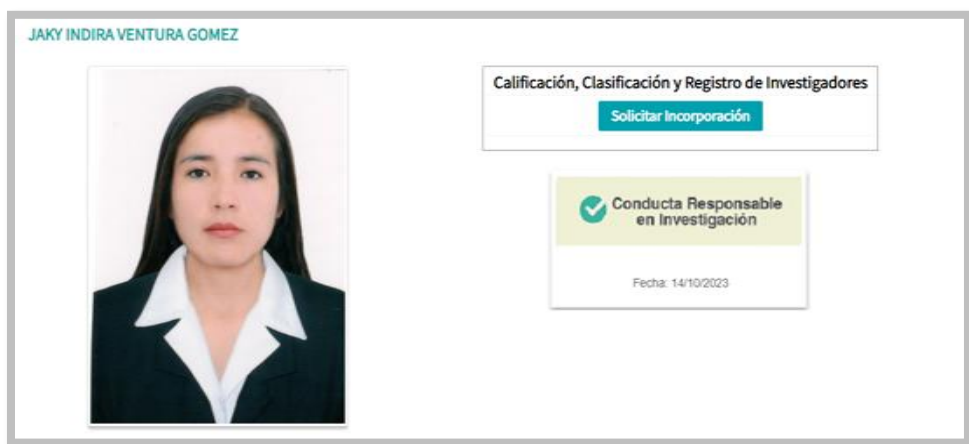 JAKY INDIRA VENTURA GOMEZ
Calificación, Clasificación y Registro de Investigadores
Solicitar Incorporación
Conducta Responsable
en Investigación
Fecha: 14/10/2023